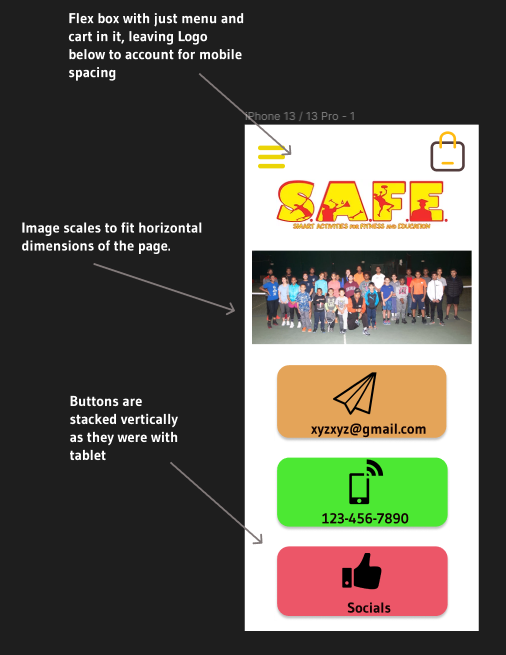 Flex box with just menu and
cart in it, leaving Logo
below to account for mobile
spacing
iPhone 13 / 13 Pro - 1
S.A.F.E.
SMART ACTIVITIES FOR FITNESS AND EDUCATION
Image scales to fit horizontal
dimensions of the page.
Buttons are
stacked vertically
as they were with
tablet
xyzxyz@gmail.com
123-456-7890
Socials